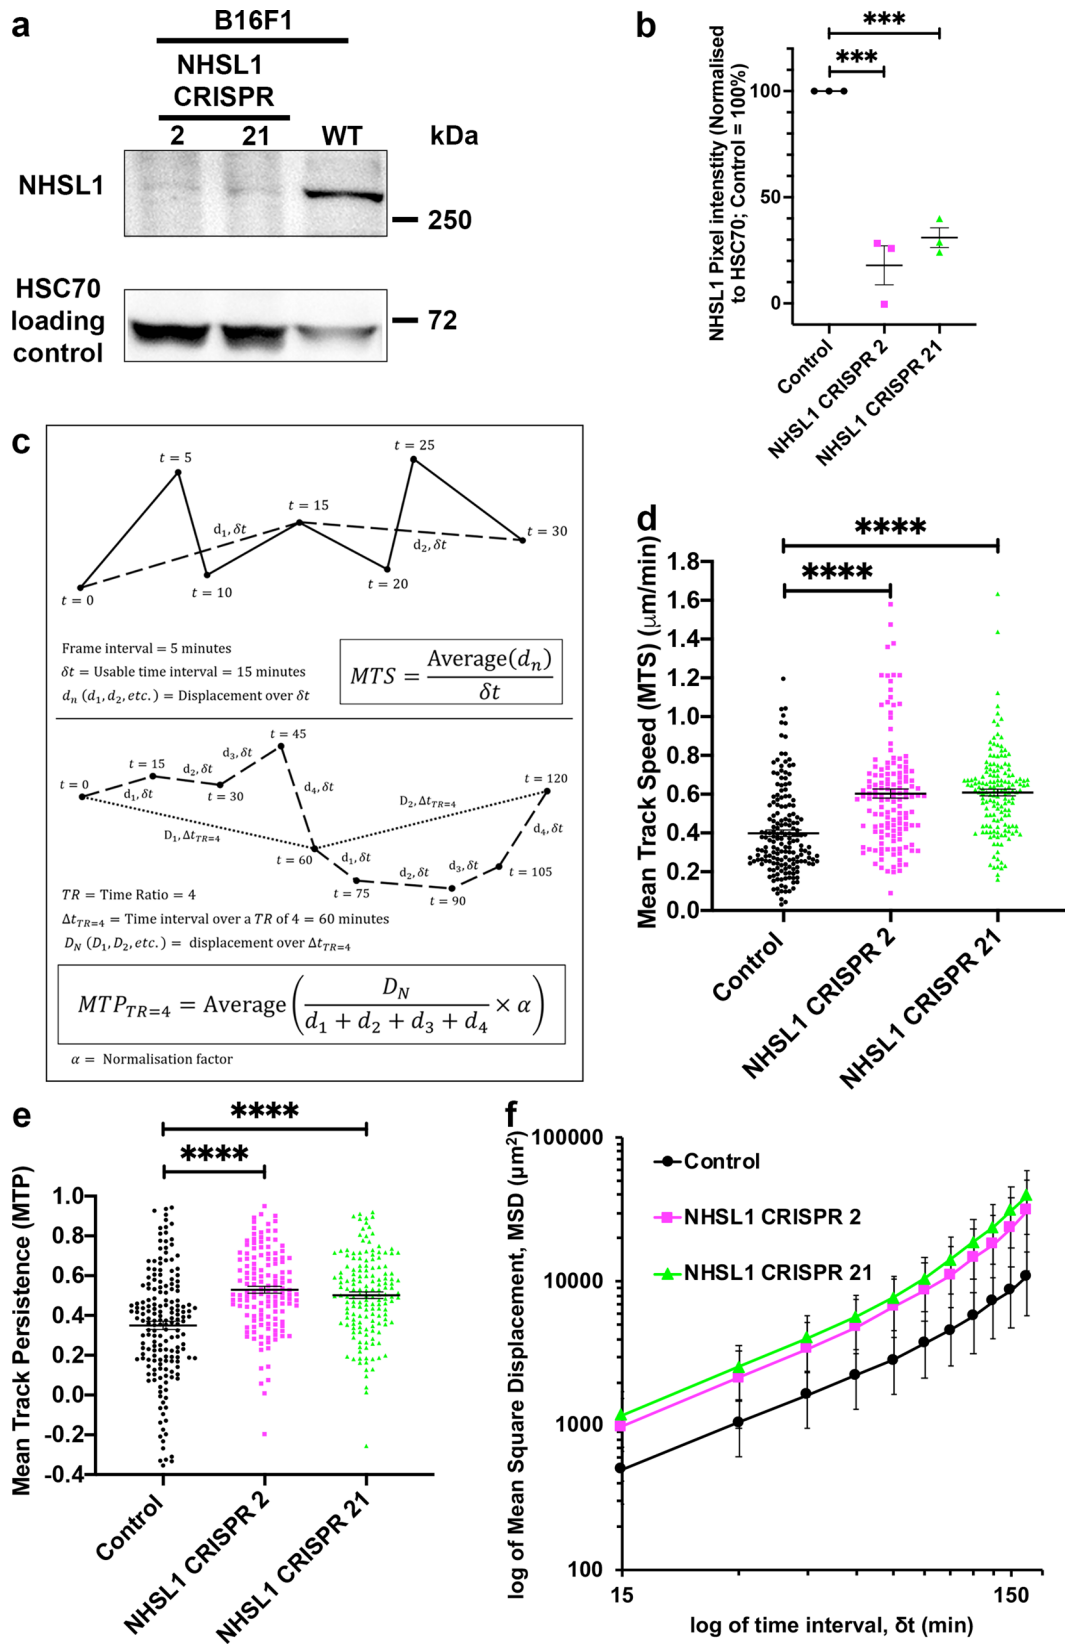 a
B16F1
NHSL1
CRISPR
2 21 WT kDa
NHSL1
250
HSC70
loading
control
72
b
***
***
NHSL1 Pixel intenstity (Normalised
to HSC70; Control = 100%)
100
50
0
Control
NHSL1 CRISPR 2
NHSL1 CRISPR 21
c
t = 0
t = 5
t = 10
t = 15
t = 20
t = 25
t = 30
d₁, δt
d₂, δt
Frame interval = 5 minutes
δt = Usable time interval = 15 minutes
dₙ (d₁, d₂, etc.) = Displacement over δt
MTS = Average(dₙ) / δt
t = 0
t = 15
t = 30
t = 45
t = 60
t = 75
t = 90
t = 105
t = 120
d₁, δt
d₂, δt
d₃, δt
d₄, δt
D₁, Δt_TR=4
D₂, Δt_TR=4
d₁, δt
d₂, δt
d₃, δt
d₄, δt
TR = Time Ratio = 4
Δt_TR=4 = Time interval over a TR of 4 = 60 minutes
D_N (D₁, D₂, etc.) = displacement over Δt_TR=4
MTP_TR=4 = Average( D_N / (d₁ + d₂ + d₃ + d₄) × α )
α = Normalisation factor
d
****
****
Mean Track Speed (MTS) (µm/min)
1.8
1.6
1.4
1.2
1.0
0.8
0.6
0.4
0.2
0.0
Control
NHSL1 CRISPR 2
NHSL1 CRISPR 21
e
****
****
Mean Track Persistence (MTP)
1.0
0.8
0.6
0.4
0.2
0.0
-0.2
-0.4
Control
NHSL1 CRISPR 2
NHSL1 CRISPR 21
f
log of Mean Square Displacement, MSD (µm²)
100000
10000
1000
100
Control
NHSL1 CRISPR 2
NHSL1 CRISPR 21
15 150
log of time interval, δt (min)